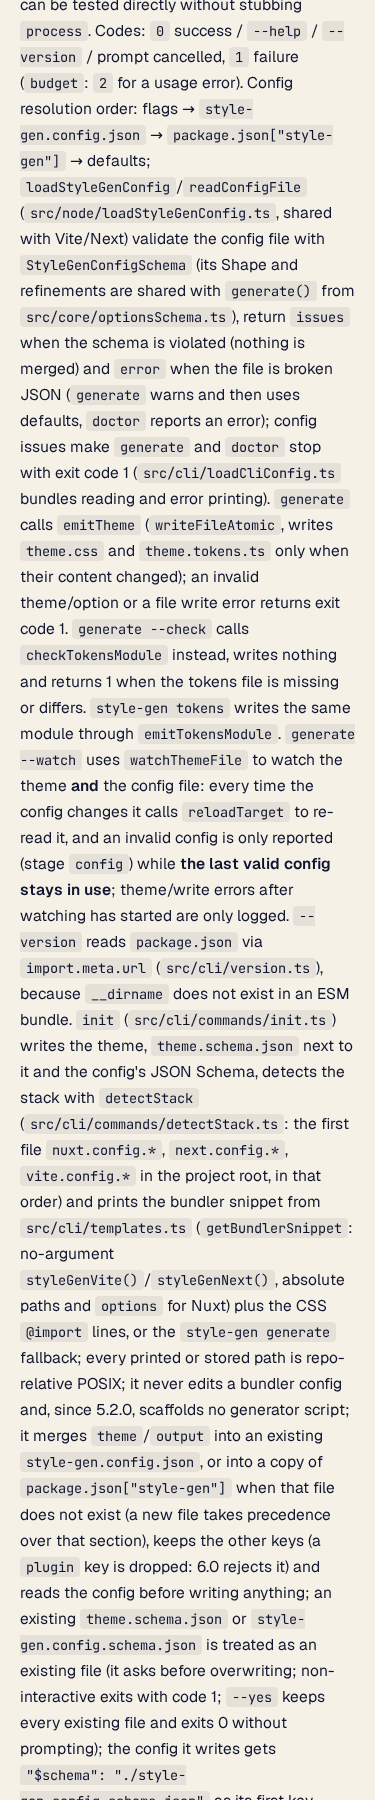 can be tested directly without stubbing
process. Codes: 0 success / --help / --
version / prompt cancelled, 1 failure
(budget: 2 for a usage error). Config
resolution order: flags → style-
gen.config.json → package.json["style-
gen"] → defaults;
loadStyleGenConfig/readConfigFile
(src/node/loadStyleGenConfig.ts, shared
with Vite/Next) validate the config file with
StyleGenConfigSchema (its Shape and
refinements are shared with generate() from
src/core/optionsSchema.ts), return issues
when the schema is violated (nothing is
merged) and error when the file is broken
JSON (generate warns and then uses
defaults, doctor reports an error); config
issues make generate and doctor stop
with exit code 1 (src/cli/loadCliConfig.ts
bundles reading and error printing). generate
calls emitTheme (writeFileAtomic, writes
theme.css and theme.tokens.ts only when
their content changed); an invalid
theme/option or a file write error returns exit
code 1. generate --check calls
checkTokensModule instead, writes nothing
and returns 1 when the tokens file is missing
or differs. style-gen tokens writes the same
module through emitTokensModule. generate
--watch uses watchThemeFile to watch the
theme and the config file: every time the
config changes it calls reloadTarget to re-
read it, and an invalid config is only reported
(stage config) while the last valid config
stays in use; theme/write errors after
watching has started are only logged. --
version reads package.json via
import.meta.url (src/cli/version.ts),
because __dirname does not exist in an ESM
bundle. init (src/cli/commands/init.ts)
writes the theme, theme.schema.json next to
it and the config's JSON Schema, detects the
stack with detectStack
(src/cli/commands/detectStack.ts: the first
file nuxt.config.*, next.config.*,
vite.config.* in the project root, in that
order) and prints the bundler snippet from
src/cli/templates.ts (getBundlerSnippet:
no-argument
styleGenVite()/styleGenNext(), absolute
paths and options for Nuxt) plus the CSS
@import lines, or the style-gen generate
fallback; every printed or stored path is repo-
relative POSIX; it never edits a bundler config
and, since 5.2.0, scaffolds no generator script;
it merges theme/output into an existing
style-gen.config.json, or into a copy of
package.json["style-gen"] when that file
does not exist (a new file takes precedence
over that section), keeps the other keys (a
plugin key is dropped: 6.0 rejects it) and
reads the config before writing anything; an
existing theme.schema.json or style-
gen.config.schema.json is treated as an
existing file (it asks before overwriting; non-
interactive exits with code 1; --yes keeps
every existing file and exits 0 without
prompting); the config it writes gets
"$schema": "./style-
gen.config.schema.json" as its first key